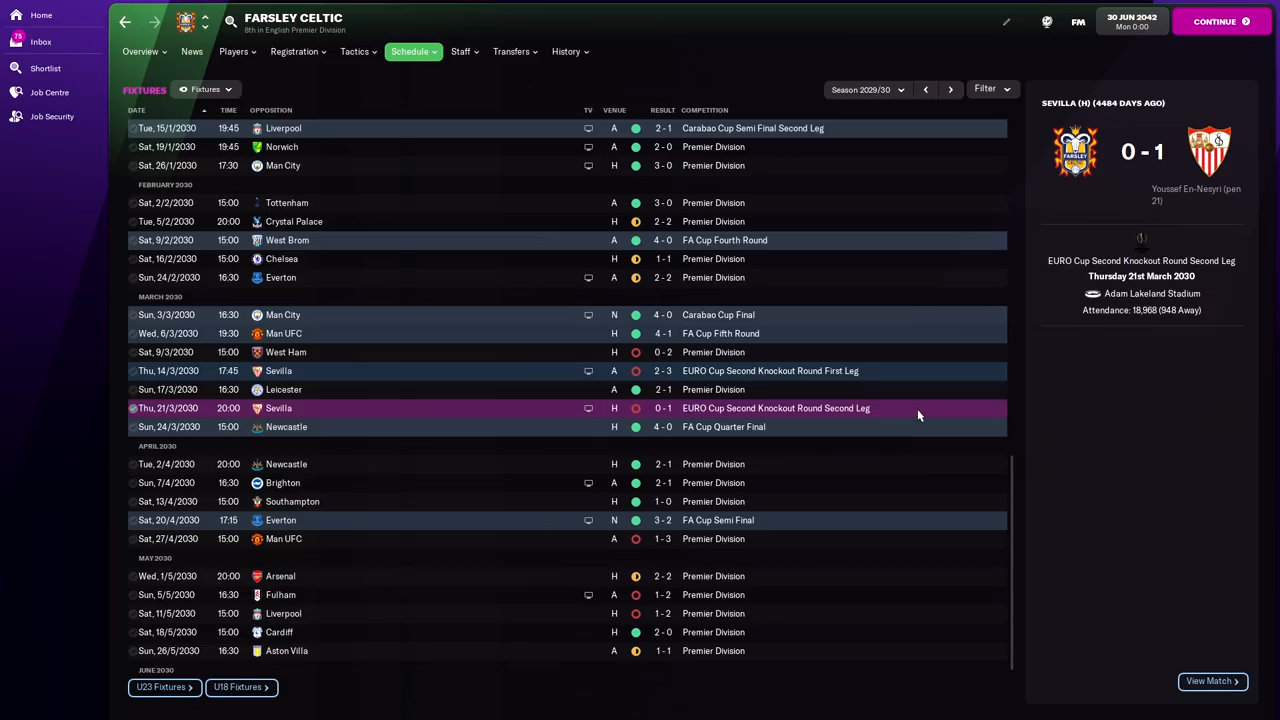 Home
75
Inbox
Shortlist
Job Centre
Job Security
FARSLEY CELTIC
8th in English Premier Division
FM
30 JUN 2042
Mon 0:00
CONTINUE
Overview
News
Players
Registration
Tactics
Schedule
Staff
Transfers
History
FIXTURES
Fixtures
Season 2029/30
Filter
DATE TIME OPPOSITION TV VENUE RESULT COMPETITION
Tue, 15/1/2030 19:45 Liverpool A 2 - 1 Carabao Cup Semi Final Second Leg
Sat, 19/1/2030 19:45 Norwich A 2 - 0 Premier Division
Sat, 26/1/2030 17:30 Man City H 3 - 0 Premier Division
FEBRUARY 2030
Sat, 2/2/2030 15:00 Tottenham A 3 - 0 Premier Division
Tue, 5/2/2030 20:00 Crystal Palace H 2 - 2 Premier Division
Sat, 9/2/2030 15:00 West Brom A 4 - 0 FA Cup Fourth Round
Sat, 16/2/2030 15:00 Chelsea H 1 - 1 Premier Division
Sun, 24/2/2030 16:30 Everton A 2 - 2 Premier Division
MARCH 2030
Sun, 3/3/2030 16:30 Man City N 4 - 0 Carabao Cup Final
Wed, 6/3/2030 19:30 Man UFC H 4 - 1 FA Cup Fifth Round
Sat, 9/3/2030 15:00 West Ham H 0 - 2 Premier Division
Thu, 14/3/2030 17:45 Sevilla A 2 - 3 EURO Cup Second Knockout Round First Leg
Sun, 17/3/2030 16:30 Leicester A 2 - 1 Premier Division
Thu, 21/3/2030 20:00 Sevilla H 0 - 1 EURO Cup Second Knockout Round Second Leg
Sun, 24/3/2030 15:00 Newcastle H 4 - 0 FA Cup Quarter Final
APRIL 2030
Tue, 2/4/2030 20:00 Newcastle H 2 - 1 Premier Division
Sun, 7/4/2030 16:30 Brighton A 2 - 1 Premier Division
Sat, 13/4/2030 15:00 Southampton H 1 - 0 Premier Division
Sat, 20/4/2030 17:15 Everton N 3 - 2 FA Cup Semi Final
Sat, 27/4/2030 15:00 Man UFC A 1 - 3 Premier Division
MAY 2030
Wed, 1/5/2030 20:00 Arsenal H 2 - 2 Premier Division
Sun, 5/5/2030 16:30 Fulham A 1 - 2 Premier Division
Sat, 11/5/2030 15:00 Liverpool H 1 - 2 Premier Division
Sat, 18/5/2030 15:00 Cardiff H 2 - 0 Premier Division
Sun, 26/5/2030 16:30 Aston Villa A 1 - 1 Premier Division
JUNE 2030
U23 Fixtures >
U18 Fixtures >
SEVILLA (H) (4484 DAYS AGO)
FARSLEY
0 - 1
Youssef En-Nesyri (pen
21)
EURO Cup Second Knockout Round Second Leg
Thursday 21st March 2030
Adam Lakeland Stadium
Attendance: 18,968 (948 Away)
View Match >